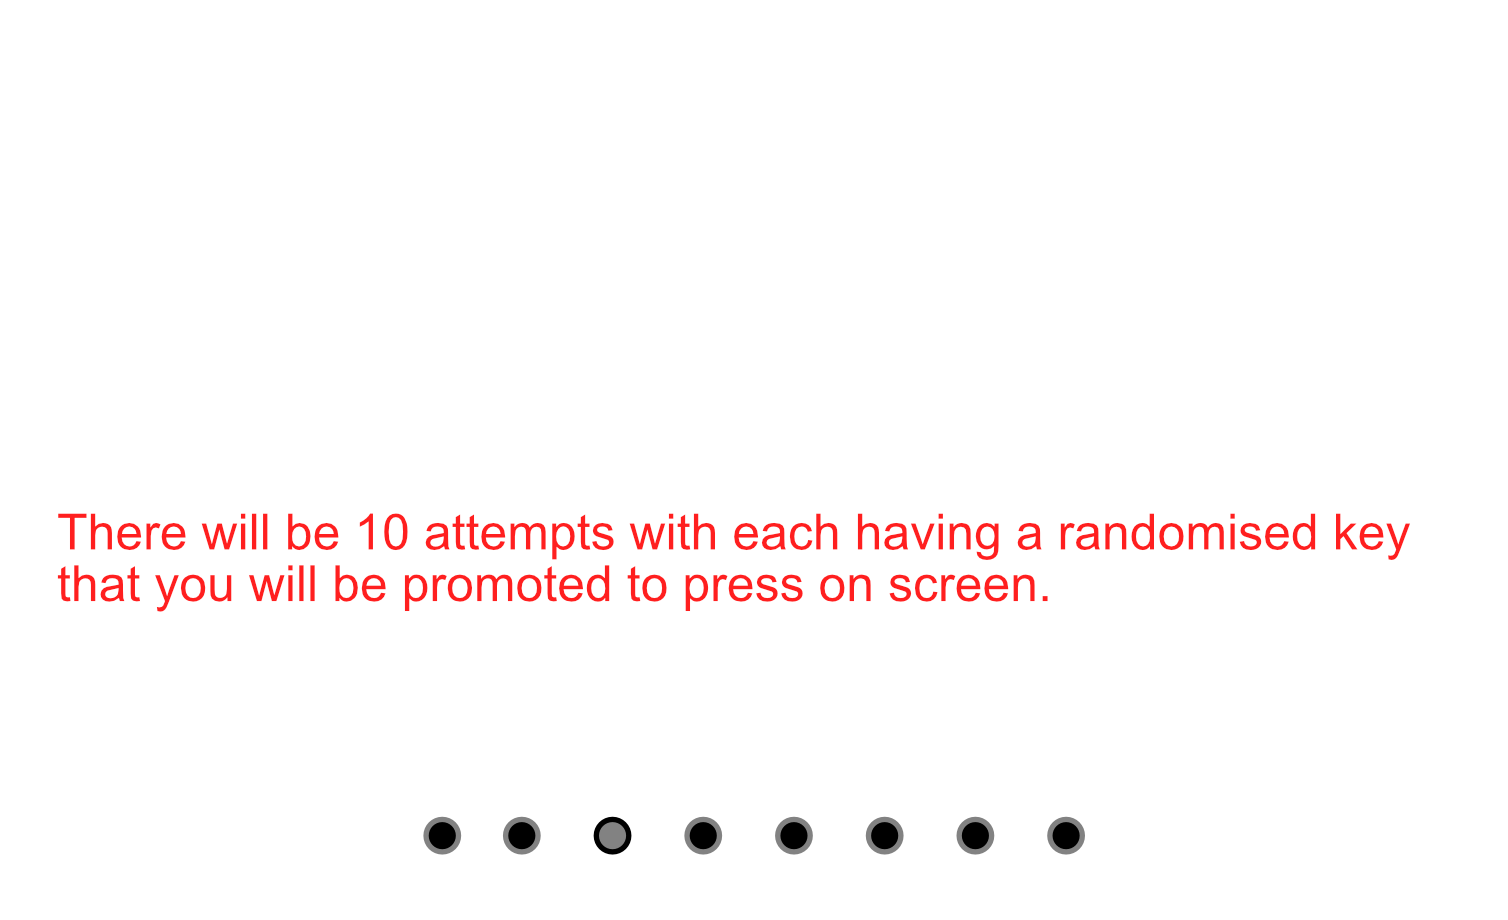 There will be 10 attempts with each having a randomised key
that you will be promoted to press on screen.